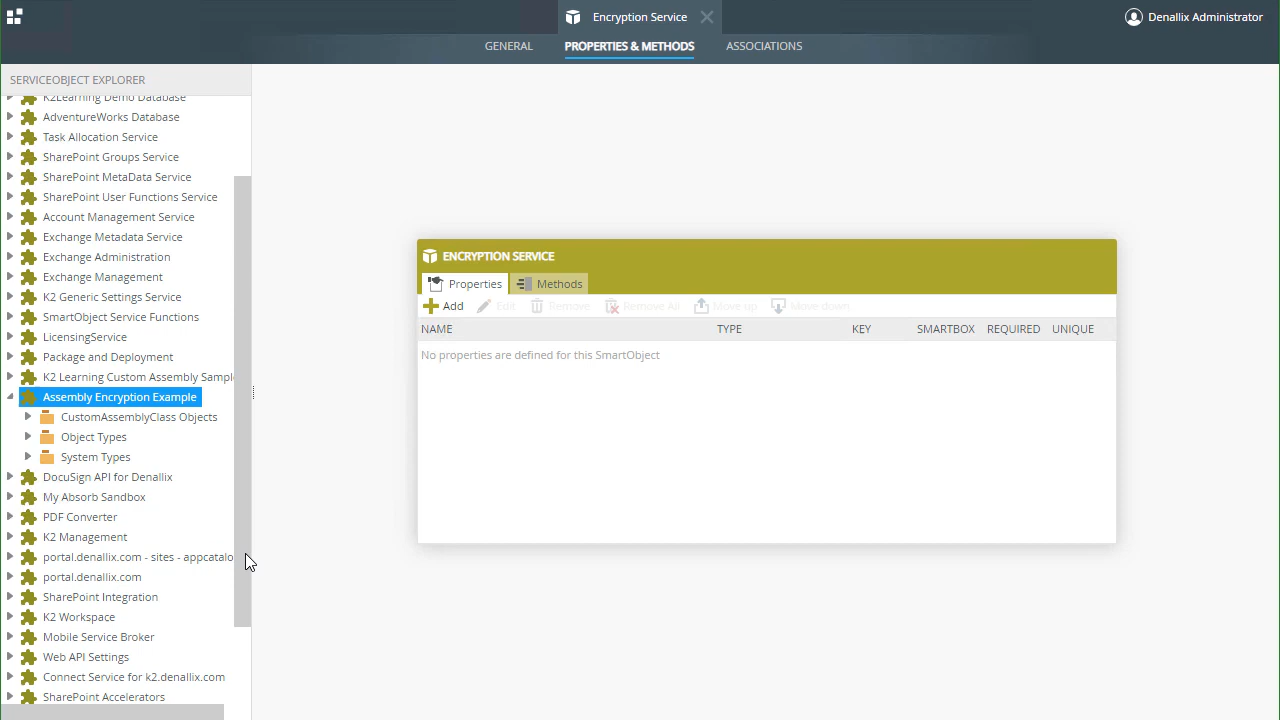 Encryption Service
Denallix Administrator
GENERAL
PROPERTIES & METHODS
ASSOCIATIONS
SERVICEOBJECT EXPLORER
K2Learning Demo Database
AdventureWorks Database
Task Allocation Service
SharePoint Groups Service
SharePoint MetaData Service
SharePoint User Functions Service
Account Management Service
Exchange Metadata Service
Exchange Administration
Exchange Management
K2 Generic Settings Service
SmartObject Service Functions
LicensingService
Package and Deployment
K2 Learning Custom Assembly Sampl
Assembly Encryption Example
CustomAssemblyClass Objects
Object Types
System Types
DocuSign API for Denallix
My Absorb Sandbox
PDF Converter
K2 Management
portal.denallix.com - sites - appcatalo
portal.denallix.com
SharePoint Integration
K2 Workspace
Mobile Service Broker
Web API Settings
Connect Service for k2.denallix.com
SharePoint Accelerators
ENCRYPTION SERVICE
Properties Methods
Add Edit Remove Remove All Move up Move down
NAME TYPE KEY SMARTBOX REQUIRED UNIQUE
No properties are defined for this SmartObject